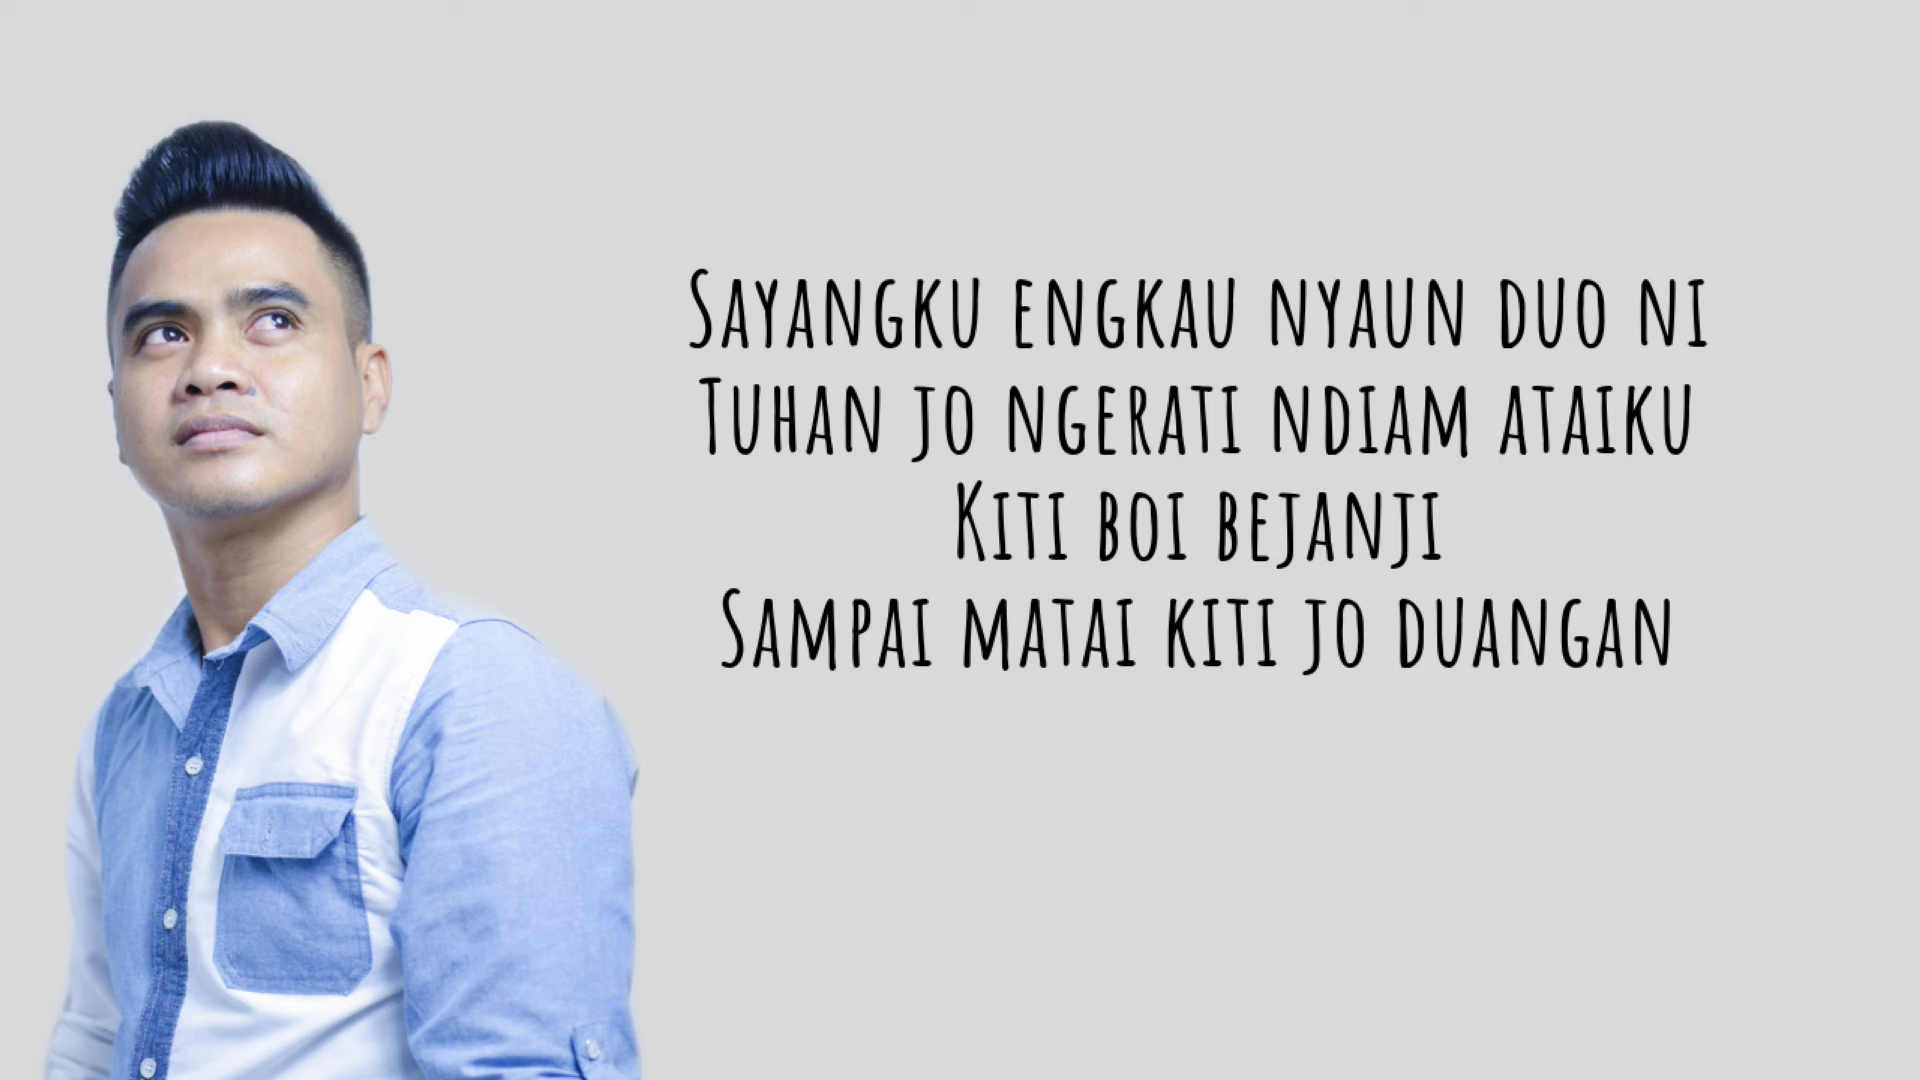 Sayangku engkau nyaun duo ni
Tuhan jo ngerati ndiam ataiku
Kiti boi bejanji
Sampai matai kiti jo duangan